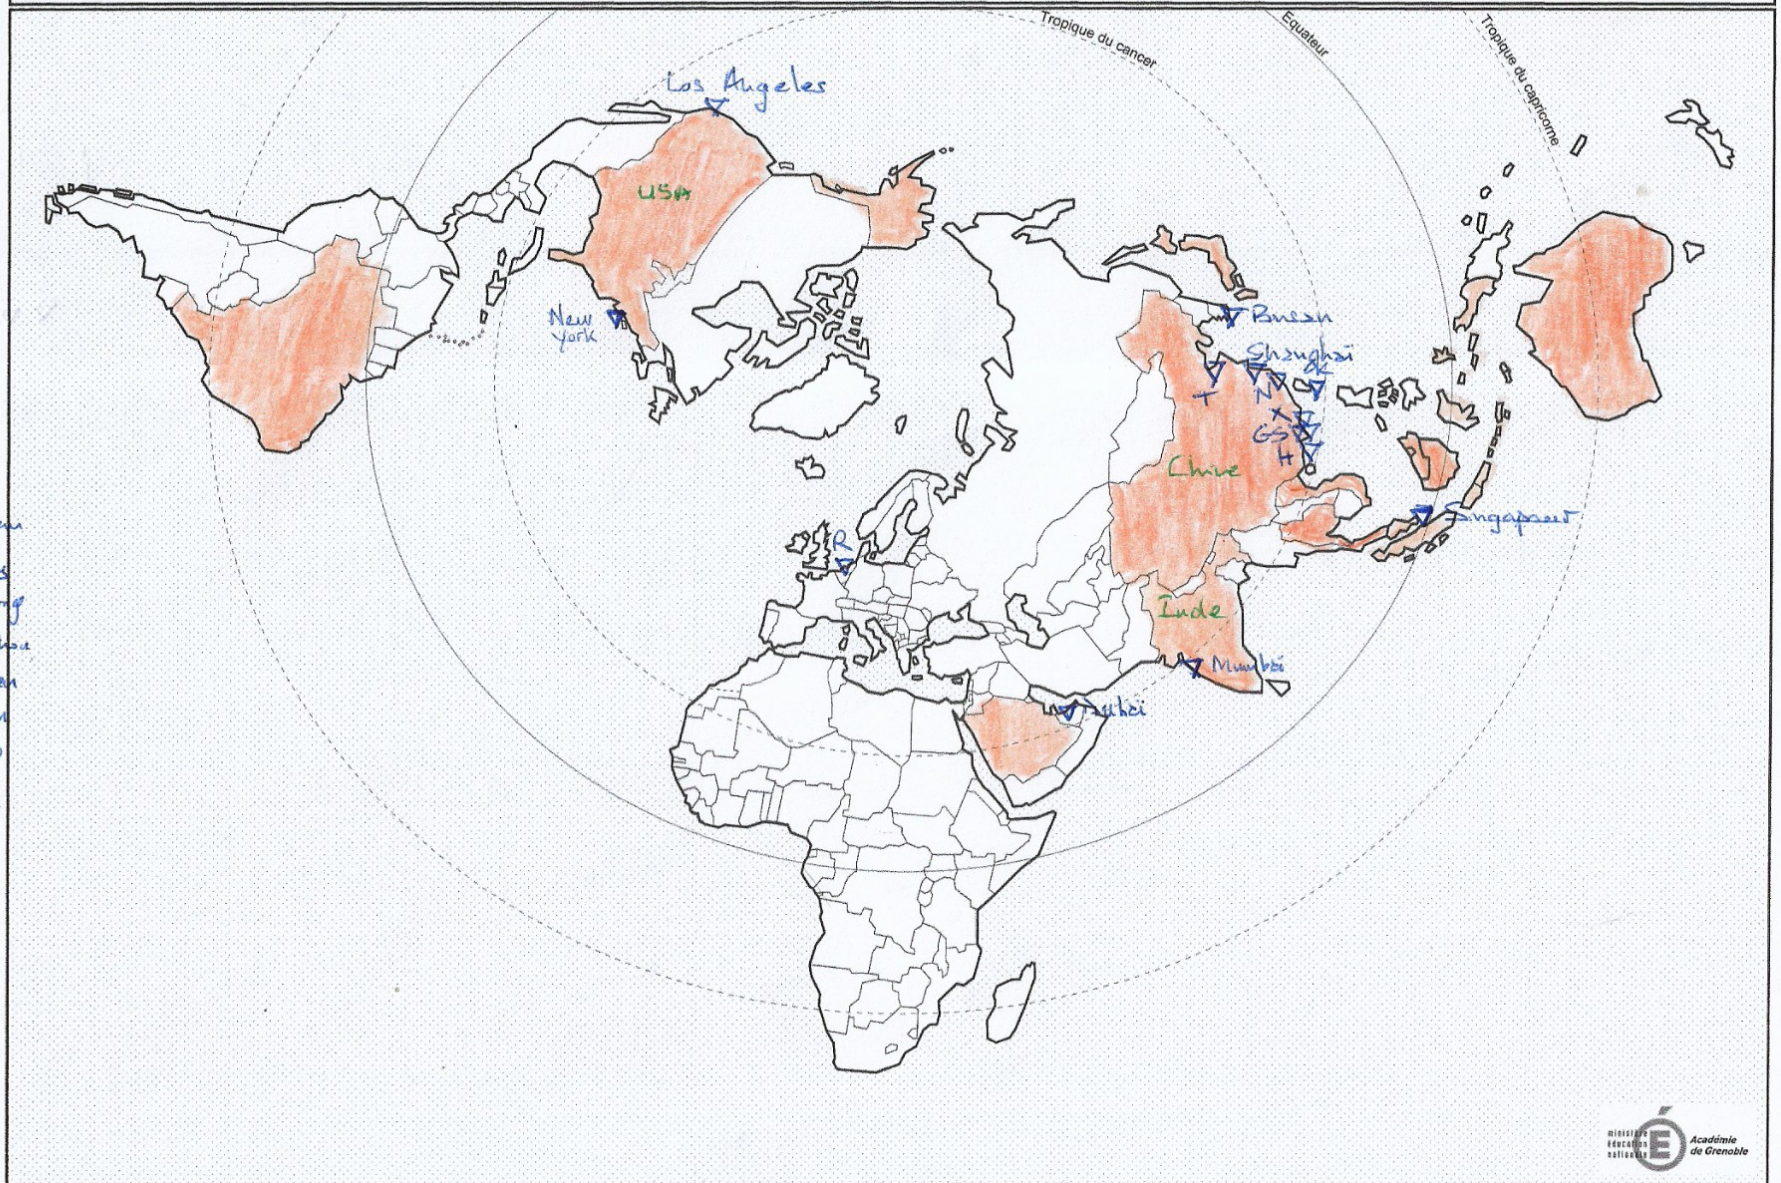 Tropique du cancer
Equateur
Tropique du capricorne
Los Angeles
USA
New
York
Busan
Shanghaï
T
N
K
X
GS
H
Chine
Singapour
R
Inde
Mumbaï
Dubaï
ministère
éducation
nationale
É
Académie
de Grenoble